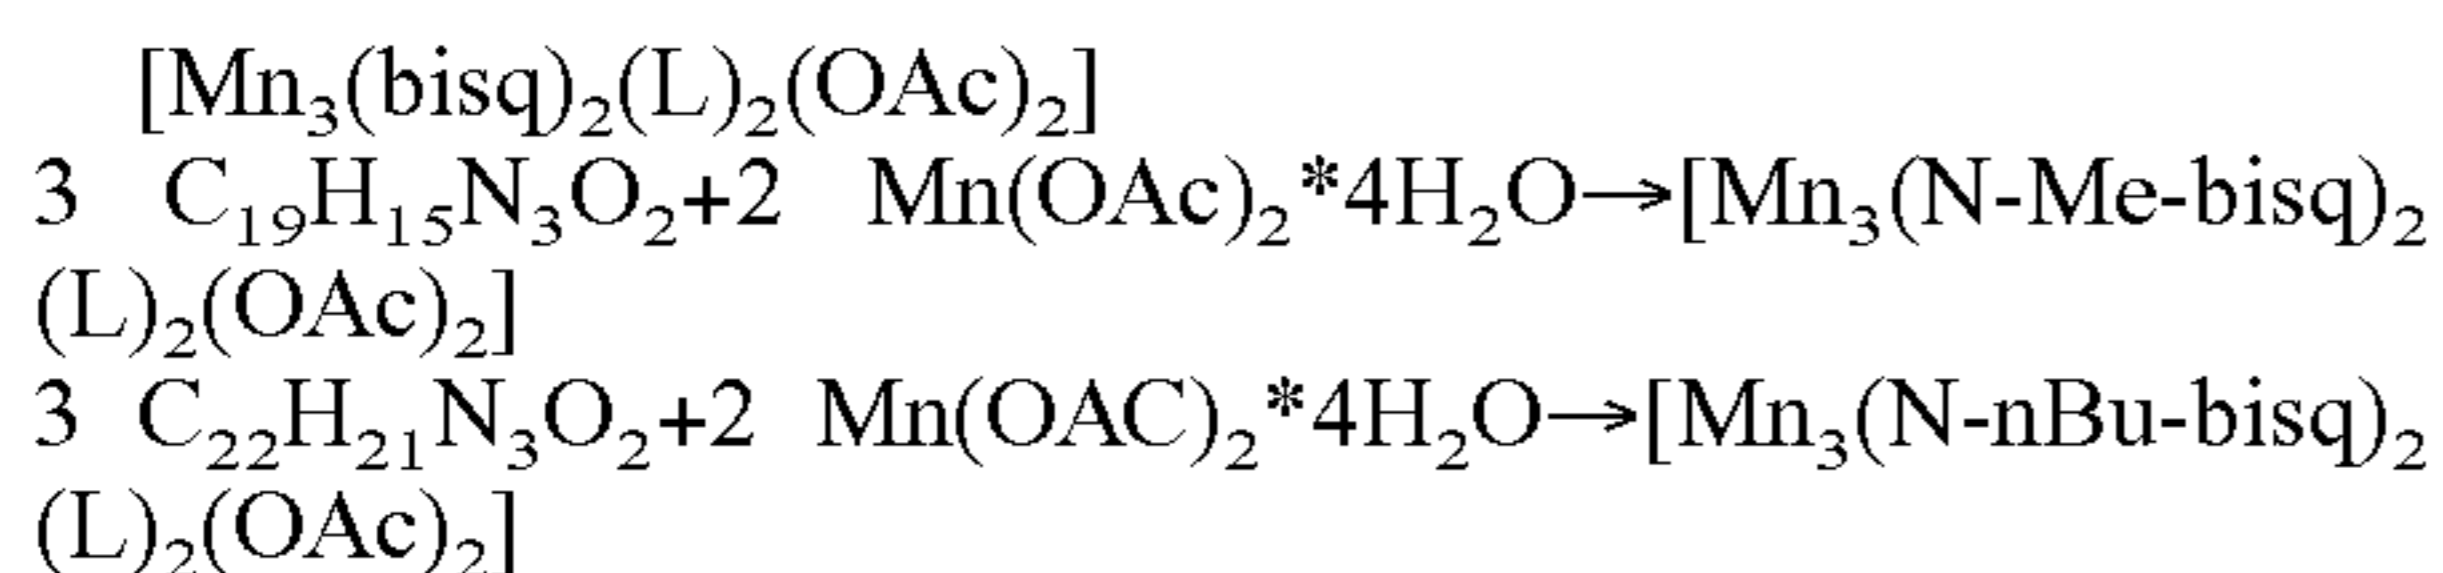 [Mn₃(bisq)₂(L)₂(OAc)₂]
3 C₁₉H₁₅N₃O₂+2 Mn(OAc)₂*4H₂O→[Mn₃(N-Me-bisq)₂
(L)₂(OAc)₂]
3 C₂₂H₂₁N₃O₂+2 Mn(OAC)₂*4H₂O→[Mn₃(N-nBu-bisq)₂
(L)₂(OAc)₂]